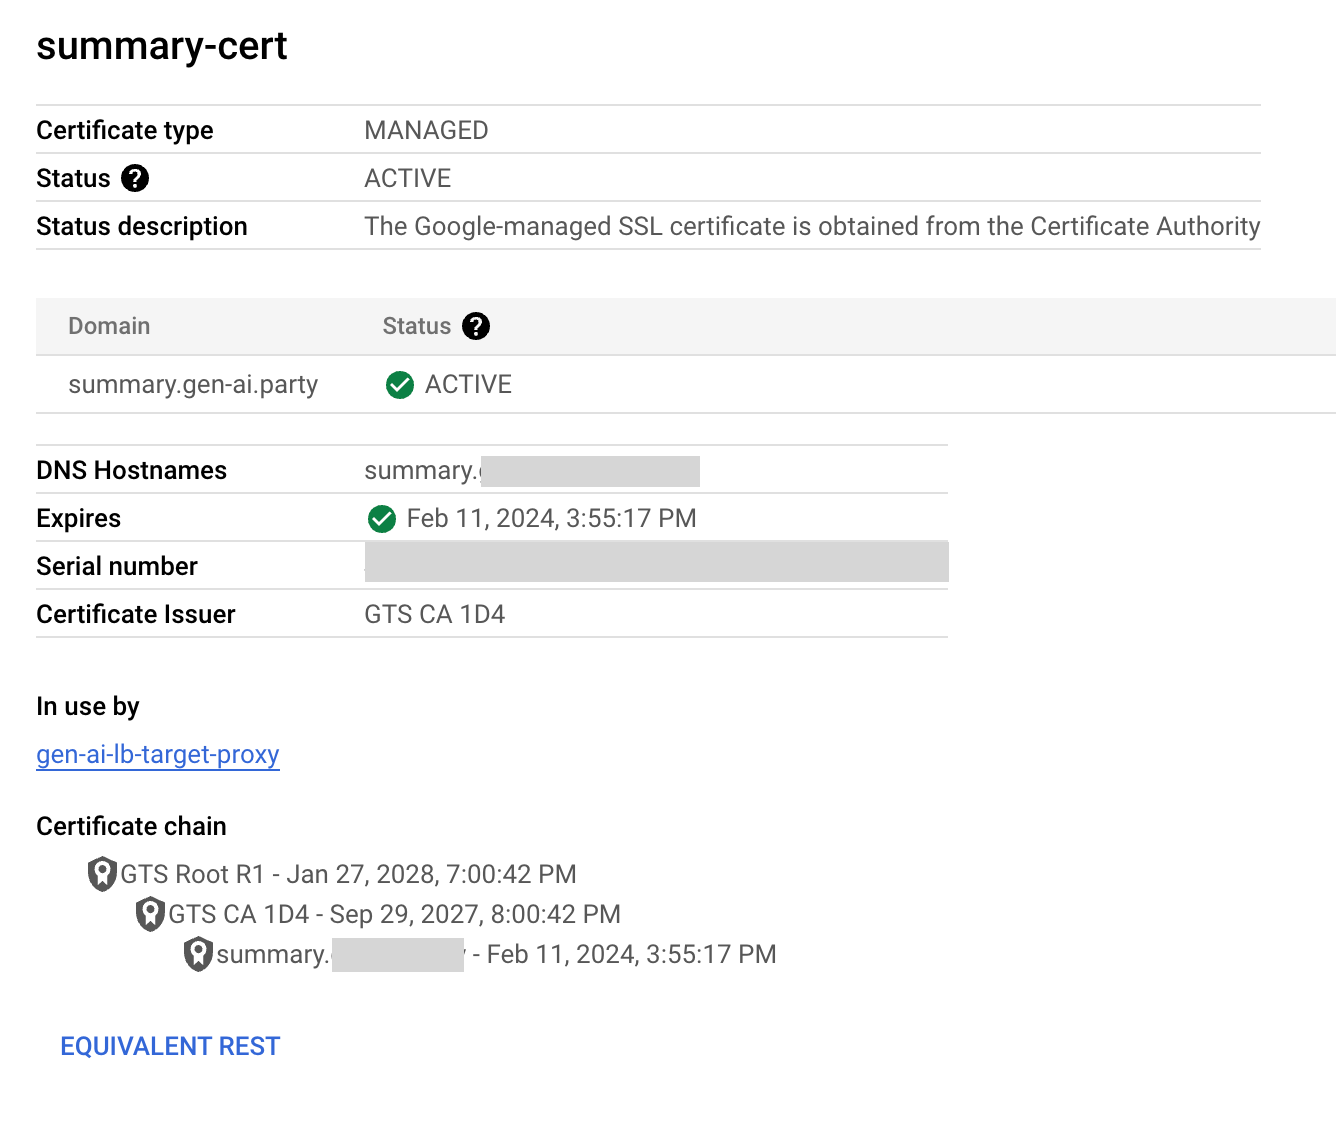 summary-cert
Certificate type MANAGED
Status ? ACTIVE
Status description The Google-managed SSL certificate is obtained from the Certificate Authority
Domain Status ?
summary.gen-ai.party ACTIVE
DNS Hostnames summary.
Expires Feb 11, 2024, 3:55:17 PM
Serial number
Certificate Issuer GTS CA 1D4
In use by
gen-ai-lb-target-proxy
Certificate chain
GTS Root R1 - Jan 27, 2028, 7:00:42 PM
GTS CA 1D4 - Sep 29, 2027, 8:00:42 PM
summary. - Feb 11, 2024, 3:55:17 PM
EQUIVALENT REST